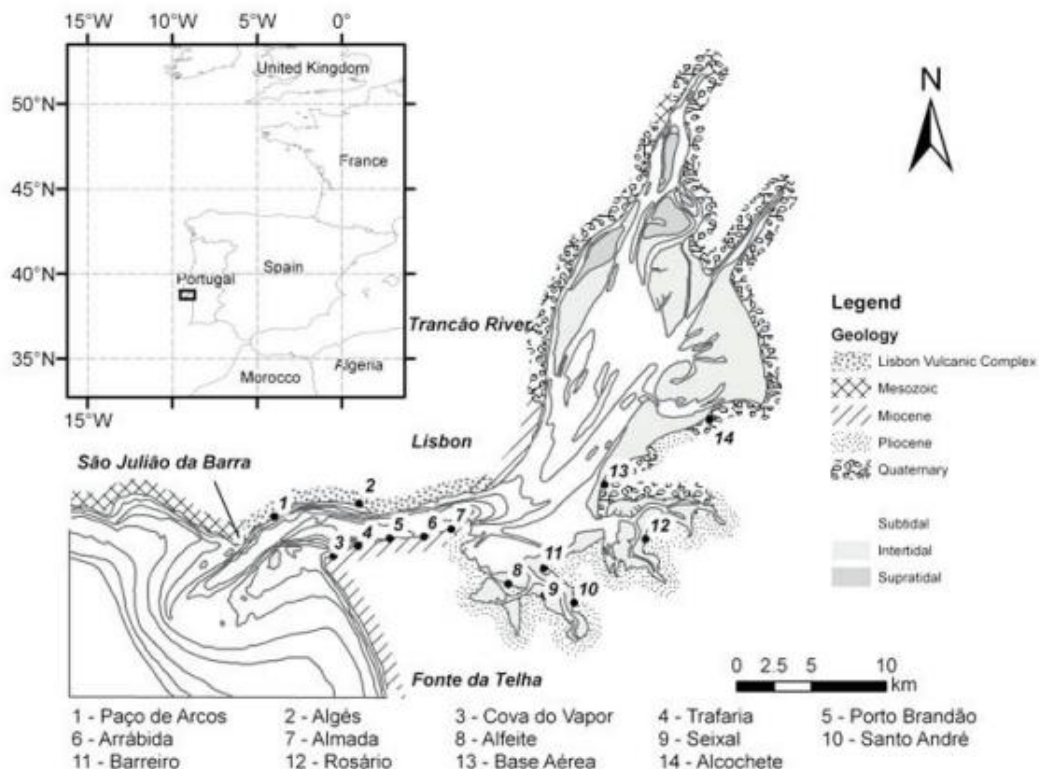 15°W 10°W 5°W 0°
United Kingdom
50°N
France
45°N
Spain
40°N
Portugal
35°N
Algeria
Morocco
15°W
N
Trancão River
Lisbon
São Julião da Barra
Fonte da Telha
1
2
3
4
5
6
7
8
9
10
11
12
13
14
Legend
Geology
Lisbon Vulcanic Complex
Mesozoic
Miocene
Pliocene
Quaternary
Subtidal
Intertidal
Supratidal
0 2.5 5 10
km
1 - Paço de Arcos 2 - Algés 3 - Cova do Vapor 4 - Trafaria 5 - Porto Brandão
6 - Arrábida 7 - Almada 8 - Alfeite 9 - Seixal 10 - Santo André
11 - Barreiro 12 - Rosário 13 - Base Aérea 14 - Alcochete